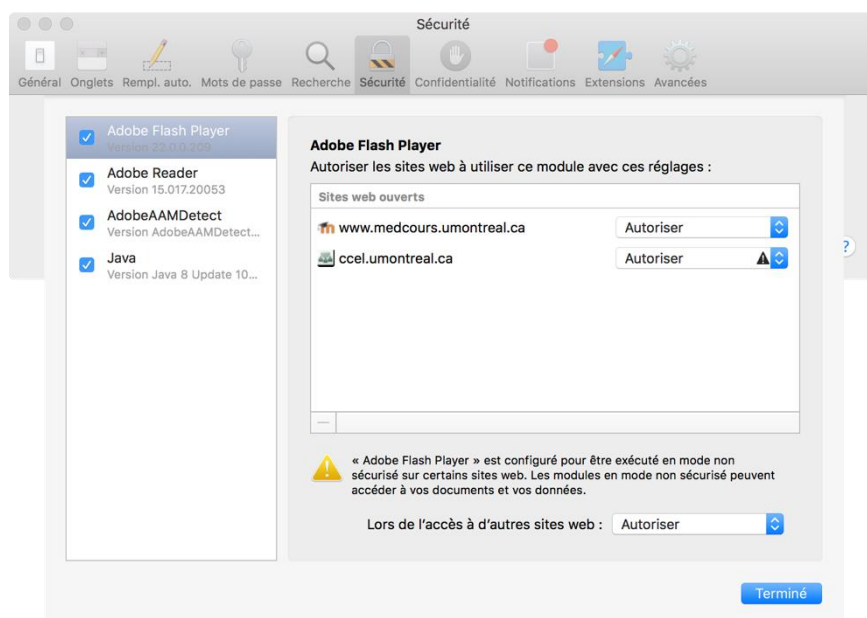 Sécurité
Général Onglets Rempl. auto. Mots de passe Recherche Sécurité Confidentialité Notifications Extensions Avancées
Adobe Flash Player
Version 22.0.0.209
Adobe Reader
Version 15.017.20053
AdobeAAMDetect
Version AdobeAAMDetect...
Java
Version Java 8 Update 10...
Adobe Flash Player
Autoriser les sites web à utiliser ce module avec ces réglages :
Sites web ouverts
www.medcours.umontreal.ca Autoriser
ccel.umontreal.ca Autoriser
?
« Adobe Flash Player » est configuré pour être exécuté en mode non
sécurisé sur certains sites web. Les modules en mode non sécurisé peuvent
accéder à vos documents et vos données.
Lors de l’accès à d’autres sites web : Autoriser
Terminé